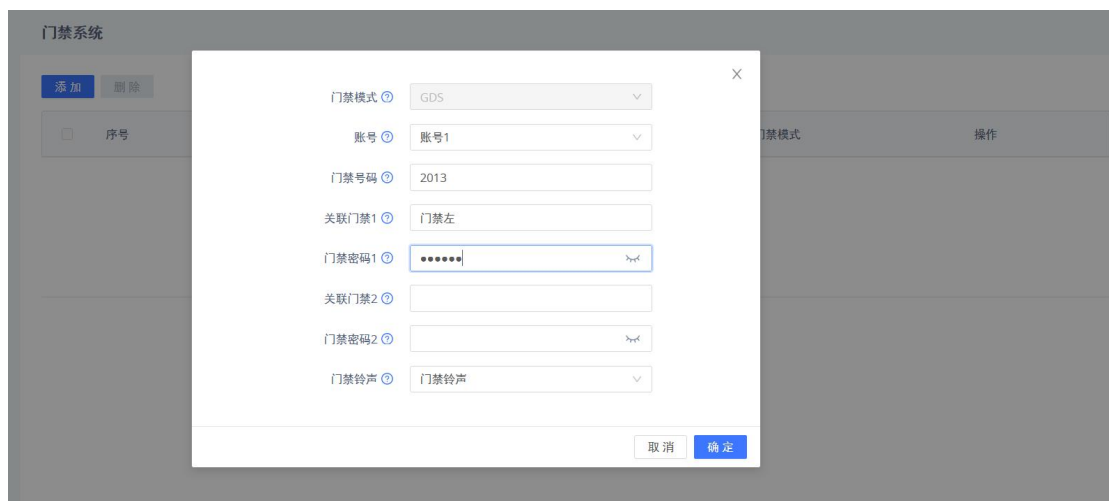 门禁系统
添加 删除
序号 门禁模式 操作
门禁模式 GDS
账号 账号1
门禁号码 2013
关联门禁1 门禁左
门禁密码1 ••••••
关联门禁2
门禁密码2
门禁铃声 门禁铃声
取消 确定